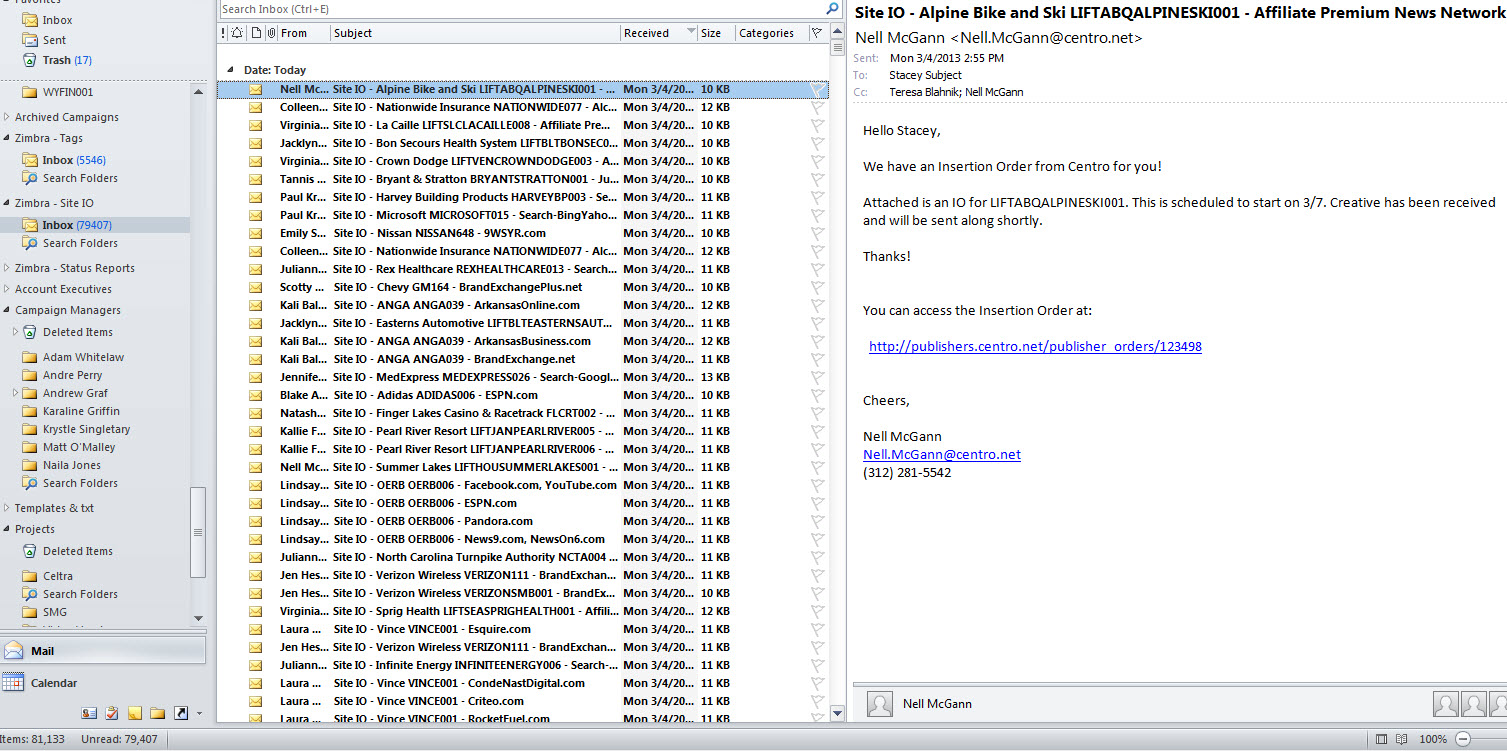 Favorites
Inbox
Sent
Trash (17)
WYFIN001
Archived Campaigns
Zimbra - Tags
Inbox (5546)
Search Folders
Zimbra - Site IO
Inbox (79407)
Search Folders
Zimbra - Status Reports
Account Executives
Campaign Managers
Deleted Items
Adam Whitelaw
Andre Perry
Andrew Graf
Karaline Griffin
Krystle Singletary
Matt O'Malley
Naila Jones
Search Folders
Templates & txt
Projects
Deleted Items
Celtra
Search Folders
SMG
Mail
Calendar
Search Inbox (Ctrl+E)
! From Subject Received Size Categories
Date: Today
Nell Mc... Site IO - Alpine Bike and Ski LIFTABQALPINESKI001 - ... Mon 3/4/20... 10 KB
Colleen... Site IO - Nationwide Insurance NATIONWIDE077 - Alc... Mon 3/4/20... 12 KB
Virginia... Site IO - La Caille LIFTSLCLACAILLE008 - Affiliate Pre... Mon 3/4/20... 10 KB
Jacklyn... Site IO - Bon Secours Health System LIFTBLTBONSEC0... Mon 3/4/20... 10 KB
Virginia... Site IO - Crown Dodge LIFTVENCROWNDODGE003 - A... Mon 3/4/20... 10 KB
Tannis ... Site IO - Bryant & Stratton BRYANTSTRATTON001 - Ju... Mon 3/4/20... 10 KB
Paul Kr... Site IO - Harvey Building Products HARVEYBP003 - Se... Mon 3/4/20... 10 KB
Paul Kr... Site IO - Microsoft MICROSOFT015 - Search-BingYaho... Mon 3/4/20... 10 KB
Emily S... Site IO - Nissan NISSAN648 - 9WSYR.com Mon 3/4/20... 10 KB
Colleen... Site IO - Nationwide Insurance NATIONWIDE077 - Alc... Mon 3/4/20... 12 KB
Juliann... Site IO - Rex Healthcare REXHEALTHCARE013 - Search... Mon 3/4/20... 11 KB
Scotty ... Site IO - Chevy GM164 - BrandExchangePlus.net Mon 3/4/20... 10 KB
Kali Bal... Site IO - ANGA ANGA039 - ArkansasOnline.com Mon 3/4/20... 12 KB
Jacklyn... Site IO - Easterns Automotive LIFTBLTEASTERNSAUT... Mon 3/4/20... 11 KB
Kali Bal... Site IO - ANGA ANGA039 - ArkansasBusiness.com Mon 3/4/20... 12 KB
Kali Bal... Site IO - ANGA ANGA039 - BrandExchange.net Mon 3/4/20... 11 KB
Jennife... Site IO - MedExpress MEDEXPRESS026 - Search-Googl... Mon 3/4/20... 13 KB
Blake A... Site IO - Adidas ADIDAS006 - ESPN.com Mon 3/4/20... 10 KB
Natash... Site IO - Finger Lakes Casino & Racetrack FLCRT002 - ... Mon 3/4/20... 11 KB
Kallie F... Site IO - Pearl River Resort LIFTJANPEARLRIVER005 - ... Mon 3/4/20... 11 KB
Kallie F... Site IO - Pearl River Resort LIFTJANPEARLRIVER006 - ... Mon 3/4/20... 11 KB
Nell Mc... Site IO - Summer Lakes LIFTHOUSUMMERLAKES001 - ... Mon 3/4/20... 11 KB
Lindsay... Site IO - OERB OERB006 - Facebook.com, YouTube.com Mon 3/4/20... 11 KB
Lindsay... Site IO - OERB OERB006 - ESPN.com Mon 3/4/20... 11 KB
Lindsay... Site IO - OERB OERB006 - Pandora.com Mon 3/4/20... 11 KB
Lindsay... Site IO - OERB OERB006 - News9.com, NewsOn6.com Mon 3/4/20... 11 KB
Juliann... Site IO - North Carolina Turnpike Authority NCTA004 ... Mon 3/4/20... 11 KB
Jen Hes... Site IO - Verizon Wireless VERIZON111 - BrandExchan... Mon 3/4/20... 11 KB
Jen Hes... Site IO - Verizon Wireless VERIZONSMB001 - BrandEx... Mon 3/4/20... 10 KB
Virginia... Site IO - Sprig Health LIFTSEASPRIGHEALTH001 - Affili... Mon 3/4/20... 12 KB
Laura ... Site IO - Vince VINCE001 - Esquire.com Mon 3/4/20... 11 KB
Jen Hes... Site IO - Verizon Wireless VERIZON111 - BrandExchan... Mon 3/4/20... 11 KB
Juliann... Site IO - Infinite Energy INFINITEENERGY006 - Search-... Mon 3/4/20... 11 KB
Laura ... Site IO - Vince VINCE001 - CondeNastDigital.com Mon 3/4/20... 11 KB
Laura ... Site IO - Vince VINCE001 - Criteo.com Mon 3/4/20... 11 KB
Laura ... Site IO - Vince VINCE001 - RocketFuel.com Mon 3/4/20... 11 KB
Site IO - Alpine Bike and Ski LIFTABQALPINESKI001 - Affiliate Premium News Network
Nell McGann <Nell.McGann@centro.net>
Sent: Mon 3/4/2013 2:55 PM
To: Stacey Subject
Cc: Teresa Blahnik; Nell McGann
Hello Stacey,
We have an Insertion Order from Centro for you!
Attached is an IO for LIFTABQALPINESKI001. This is scheduled to start on 3/7. Creative has been received
and will be sent along shortly.
Thanks!
You can access the Insertion Order at:
http://publishers.centro.net/publisher_orders/123498
Cheers,
Nell McGann
Nell.McGann@centro.net
(312) 281-5542
Nell McGann
Items: 81,133 Unread: 79,407
100%